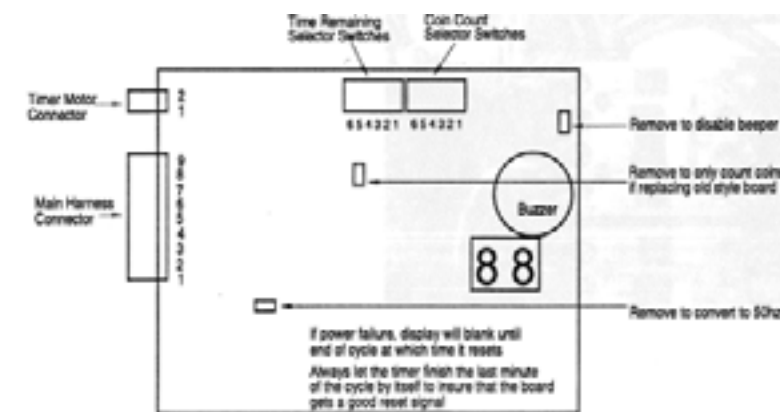 Time Remaining
Selector Switches
Coin Count
Selector Switches
Timer Motor
Connector
2
1
654321 654321
Remove to disable beeper
Main Harness
Connector
9
8
7
6
5
4
3
2
1
Remove to only count coins
if replacing old style board
Buzzer
88
Remove to convert to 50hz
If power failure, display will blank until
end of cycle at which time it resets
Always let the timer finish the last minute
of the cycle by itself to insure that the board
gets a good reset signal